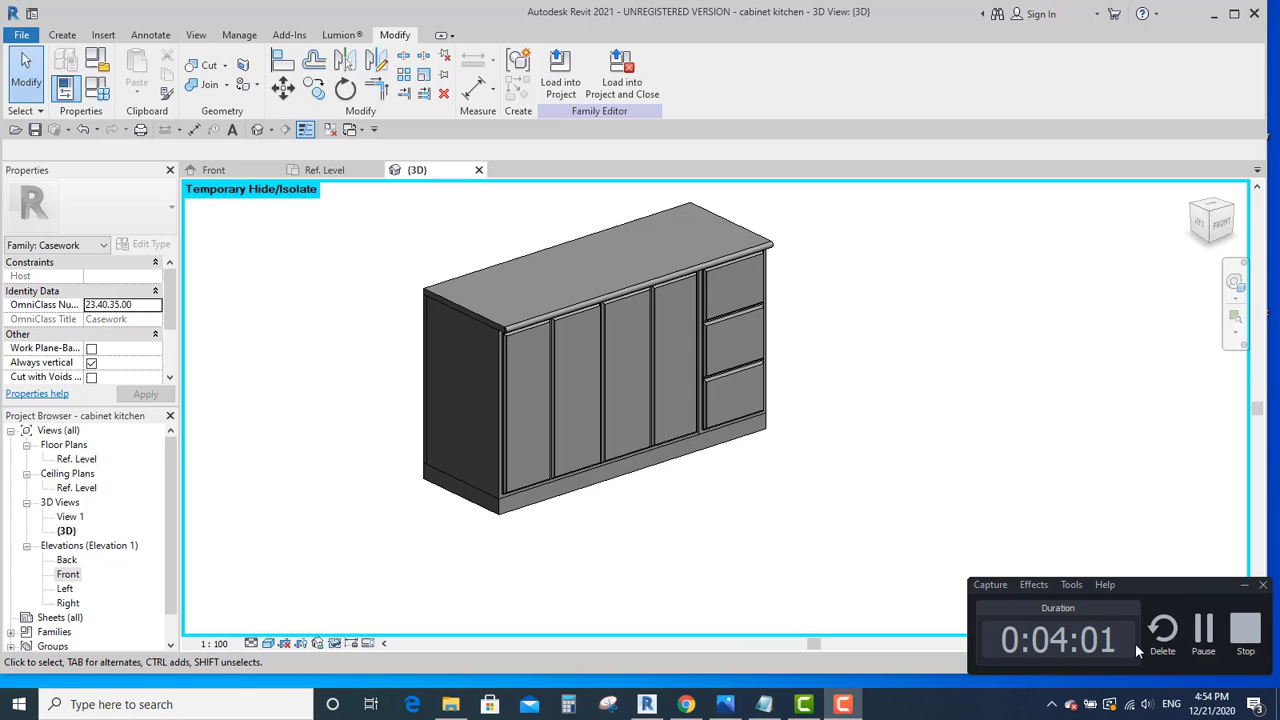 Autodesk Revit 2021 - UNREGISTERED VERSION - cabinet kitchen - 3D View: {3D}
Sign In
File Create Insert Annotate View Manage Add-Ins Lumion® Modify
Modify
Paste
Cut
Join
Load into Project
Load into Project and Close
Select Properties Clipboard Geometry Modify Measure Create Family Editor
Properties
Front
Ref. Level
{3D}
Temporary Hide/Isolate
LEFT
FRONT
Family: Casework
Edit Type
Constraints
Host
Identity Data
OmniClass Nu... 23.40.35.00
OmniClass Title Casework
Other
Work Plane-Ba...
Always vertical
Cut with Voids ...
Properties help
Apply
Project Browser - cabinet kitchen
Views (all)
Floor Plans
Ref. Level
Ceiling Plans
Ref. Level
3D Views
View 1
{3D}
Elevations (Elevation 1)
Back
Front
Left
Right
Sheets (all)
Families
Groups
1 : 100
Click to select, TAB for alternates, CTRL adds, SHIFT unselects.
Capture Effects Tools Help
Duration
0:04:01
Delete Pause Stop
Type here to search
ENG
4:54 PM
12/21/2020
3